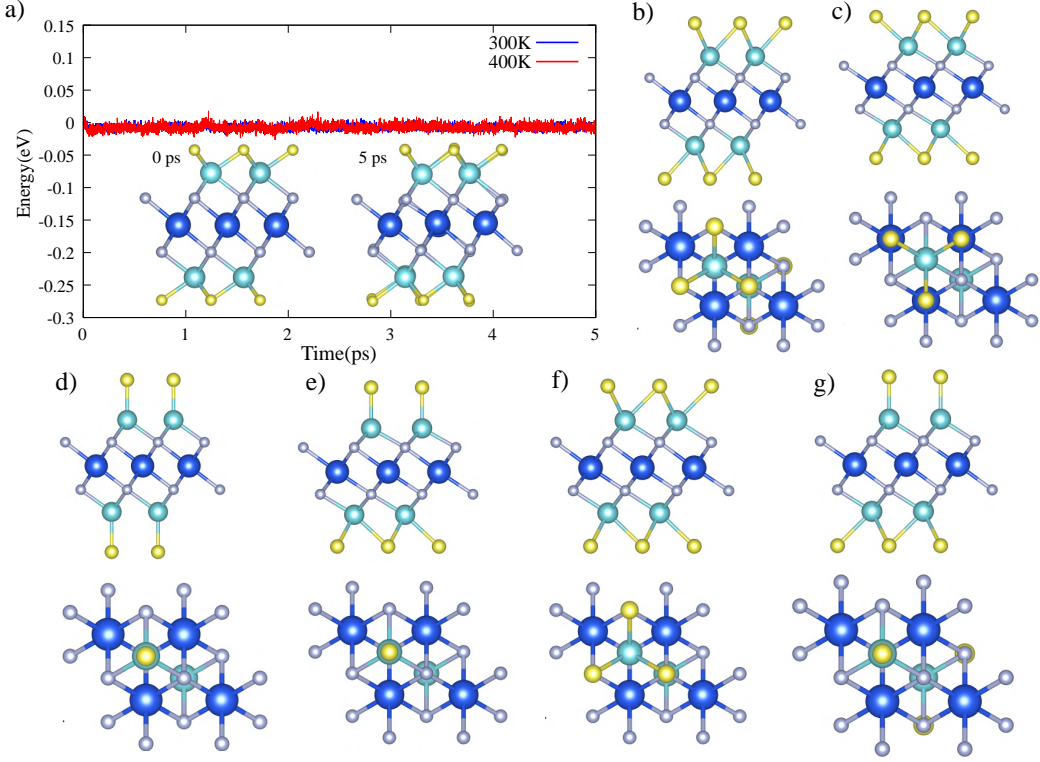 a)
0.15
0.1
0.05
0
-0.05
-0.1
-0.15
-0.2
-0.25
-0.3
Energy(eV)
300K
400K
0 ps
5 ps
0
1
2
3
4
5
Time(ps)
b)
c)
d)
e)
f)
g)